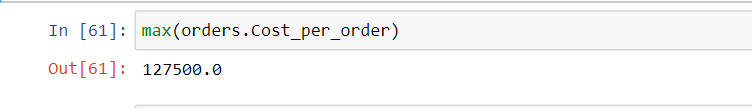 In [61]: max(orders.Cost_per_order)
Out[61]: 127500.0